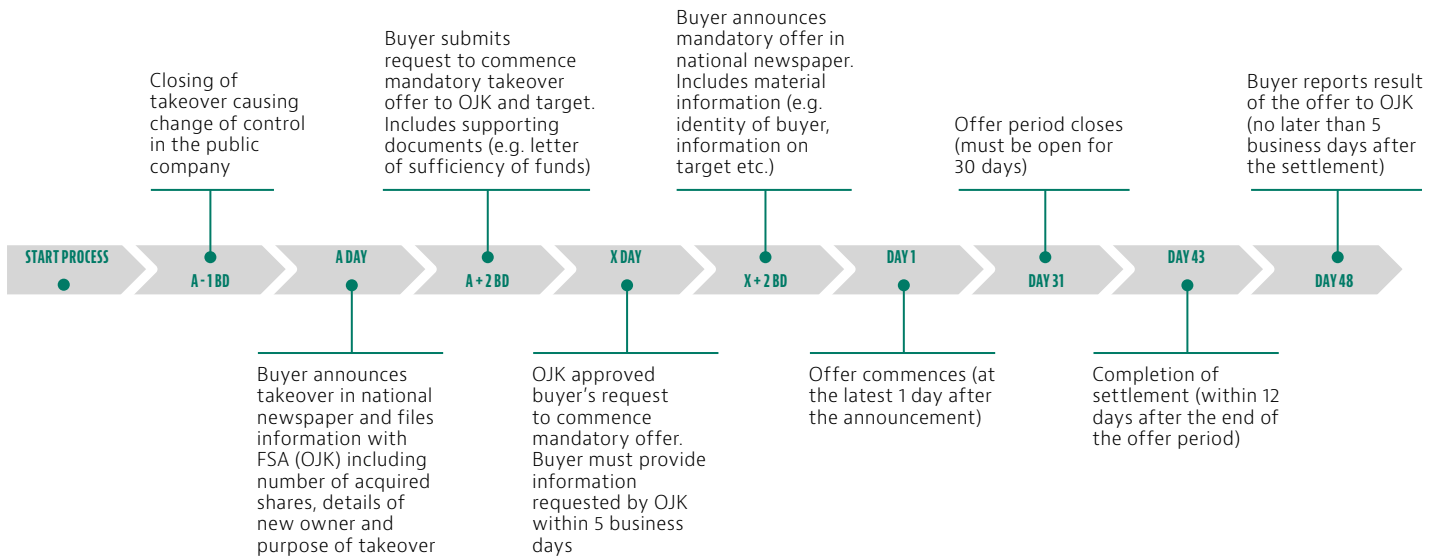 Closing of
takeover causing
change of control
in the public
company
Buyer submits
request to commence
mandatory takeover
offer to OJK and target.
Includes supporting
documents (e.g. letter
of sufficiency of funds)
Buyer announces
mandatory offer in
national newspaper.
Includes material
information (e.g.
identity of buyer,
information on
target etc.)
Offer period closes
(must be open for
30 days)
Buyer reports result
of the offer to OJK
(no later than 5
business days after
the settlement)
START PROCESS
A - 1 BD
A DAY
A + 2 BD
X DAY
X + 2 BD
DAY 1
DAY 31
DAY 43
DAY 48
Buyer announces
takeover in national
newspaper and files
information with
FSA (OJK) including
number of acquired
shares, details of
new owner and
purpose of takeover
OJK approved
buyer's request
to commence
mandatory offer.
Buyer must provide
information
requested by OJK
within 5 business
days
Offer commences (at
the latest 1 day after
the announcement)
Completion of
settlement (within 12
days after the end of
the offer period)